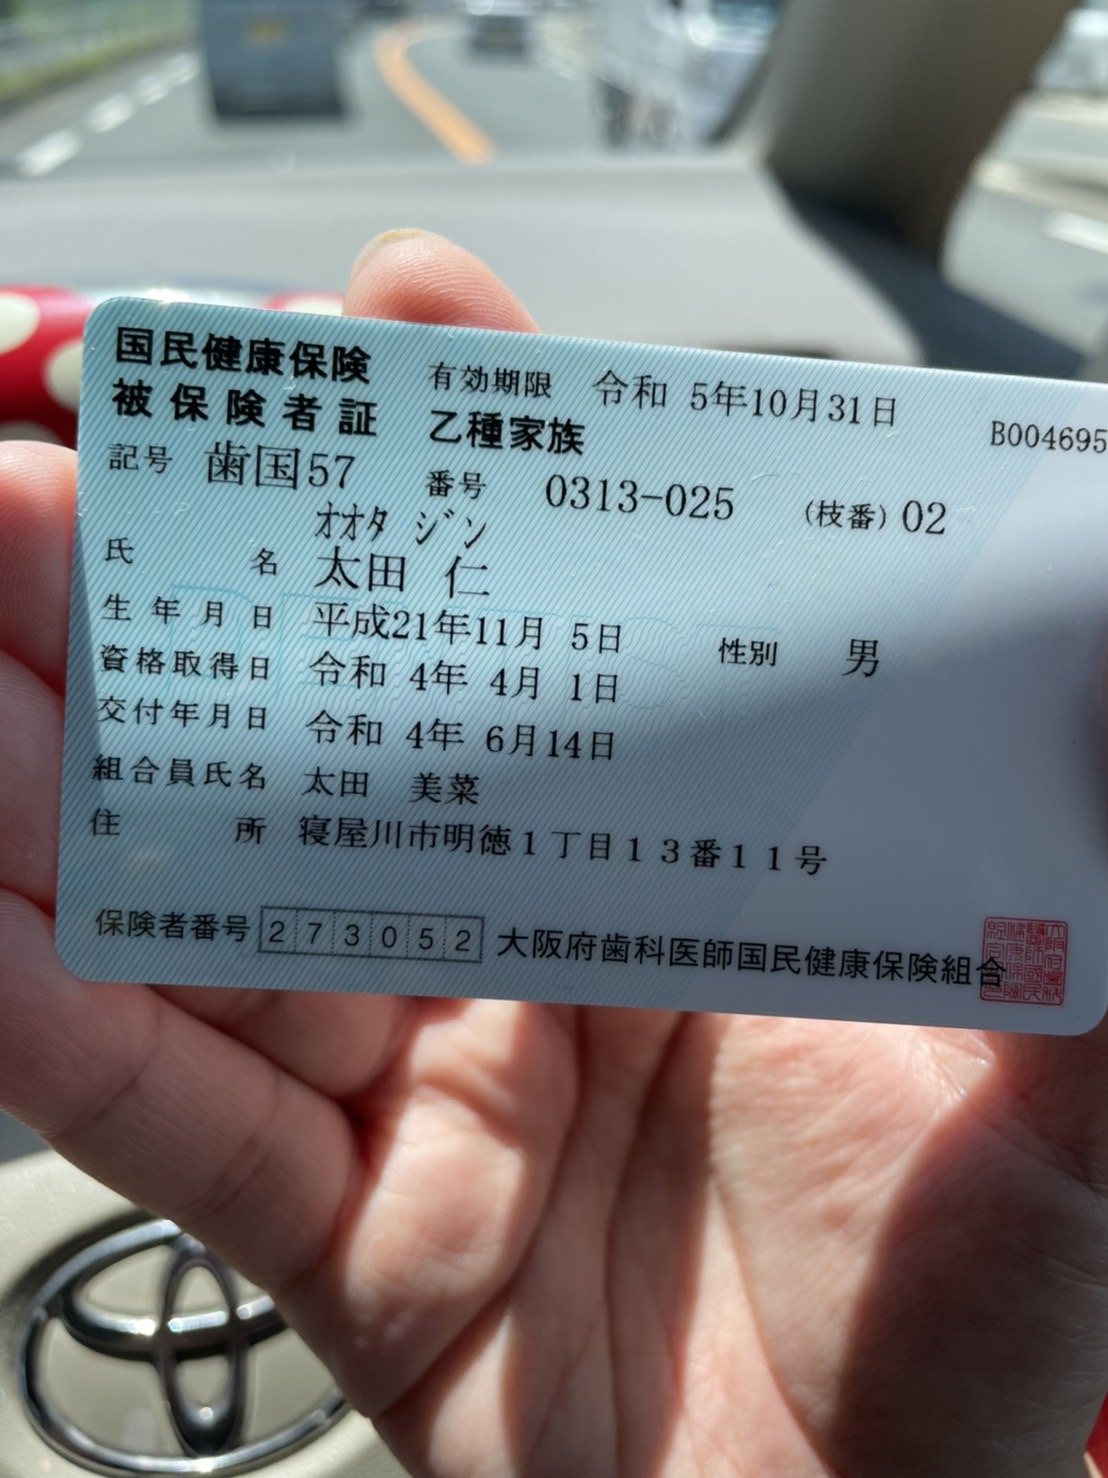 国民健康保険 有効期限 令和 5年10月31日
被保険者証 乙種家族 B004695
記号 歯国57 番号 0313-025 (枝番) 02
オオタ ジン
氏名 太田 仁
生年月日 平成21年11月 5日 性別 男
資格取得日 令和 4年 4月 1日
交付年月日 令和 4年 6月14日
組合員氏名 太田 美菜
住所 寝屋川市明徳1丁目13番11号
保険者番号 273052 大阪府歯科医師国民健康保険組合